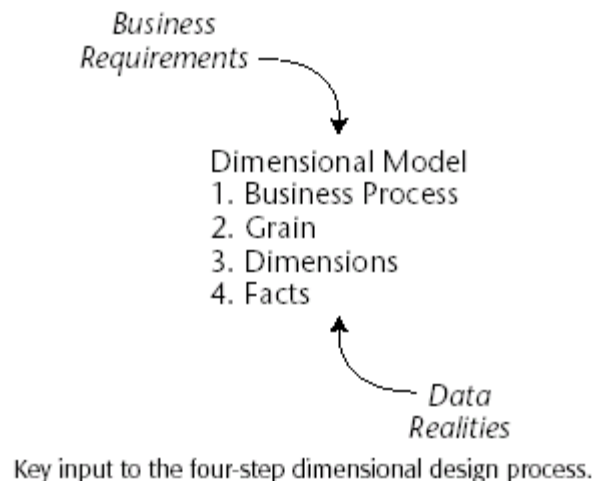 Business
Requirements
Dimensional Model
1. Business Process
2. Grain
3. Dimensions
4. Facts
Data
Realities
Key input to the four-step dimensional design process.